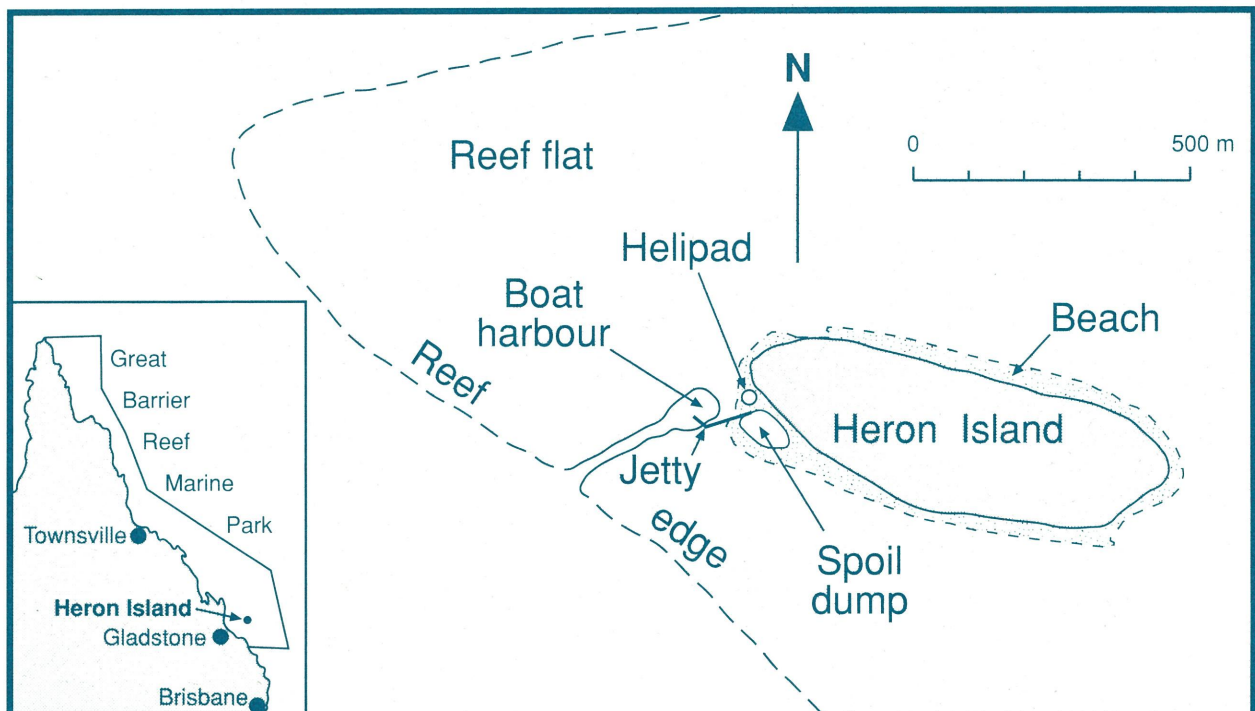 N
0 500 m
Reef flat
Helipad
Boat
harbour
Beach
Reef
edge
Heron Island
Jetty
Spoil
dump
Great
Barrier
Reef
Marine
Park
Townsville
Heron Island
Gladstone
Brisbane